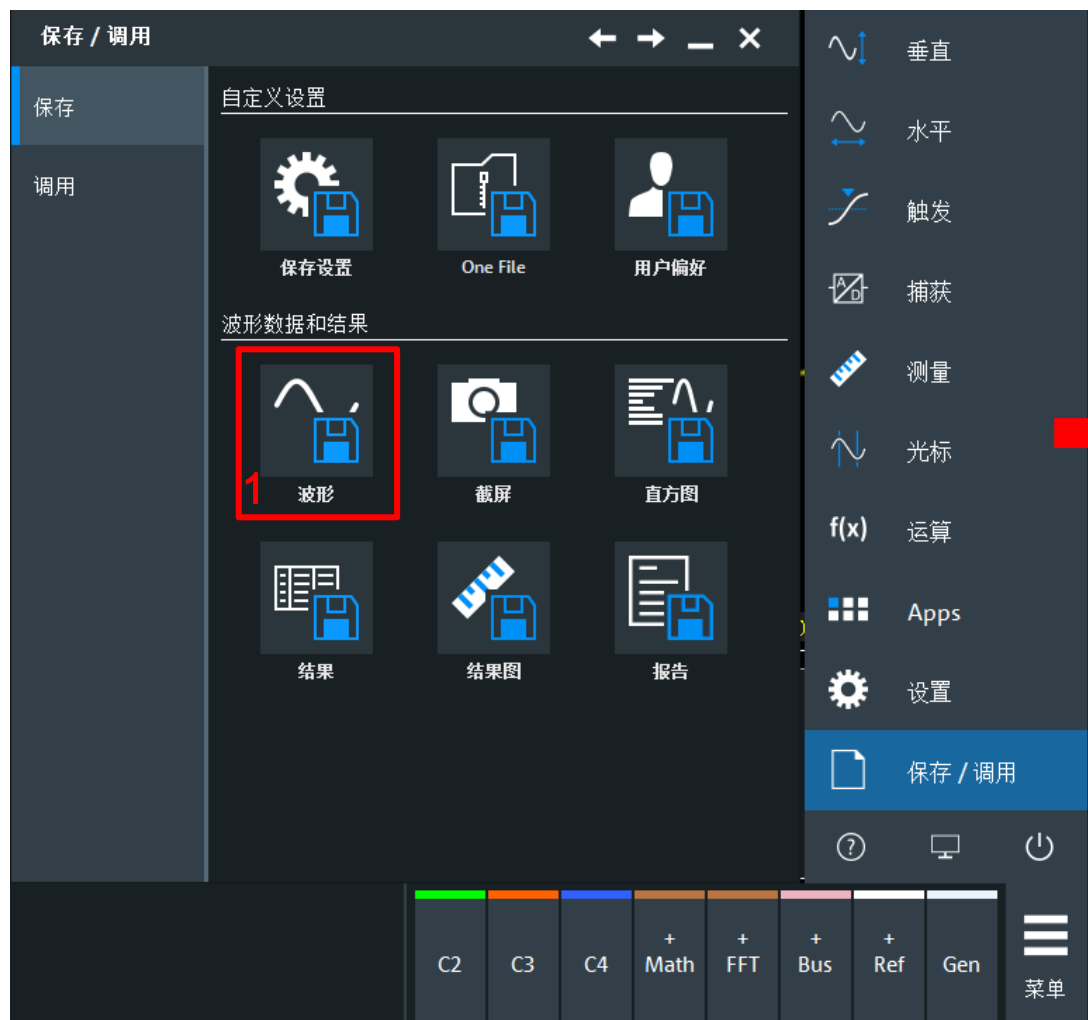 保存 / 调用
保存
调用
自定义设置
保存设置
One File
用户偏好
波形数据和结果
1
波形
截屏
直方图
结果
结果图
报告
垂直
水平
触发
A
D
捕获
测量
光标
f(x) 运算
Apps
设置
保存 / 调用
?
C2
C3
C4
+
Math
+
FFT
+
Bus
+
Ref
Gen
菜单